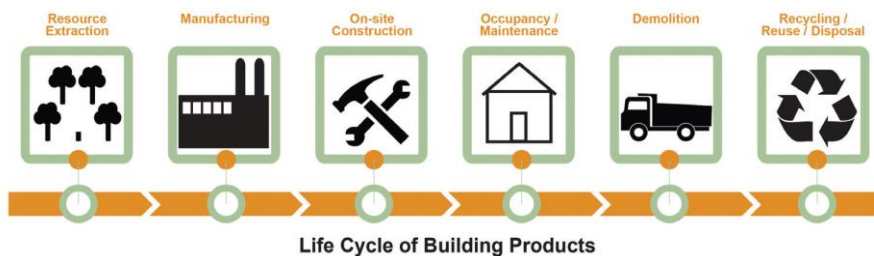 Resource
Extraction
Manufacturing
On-site
Construction
Occupancy /
Maintenance
Demolition
Recycling /
Reuse / Disposal
Life Cycle of Building Products